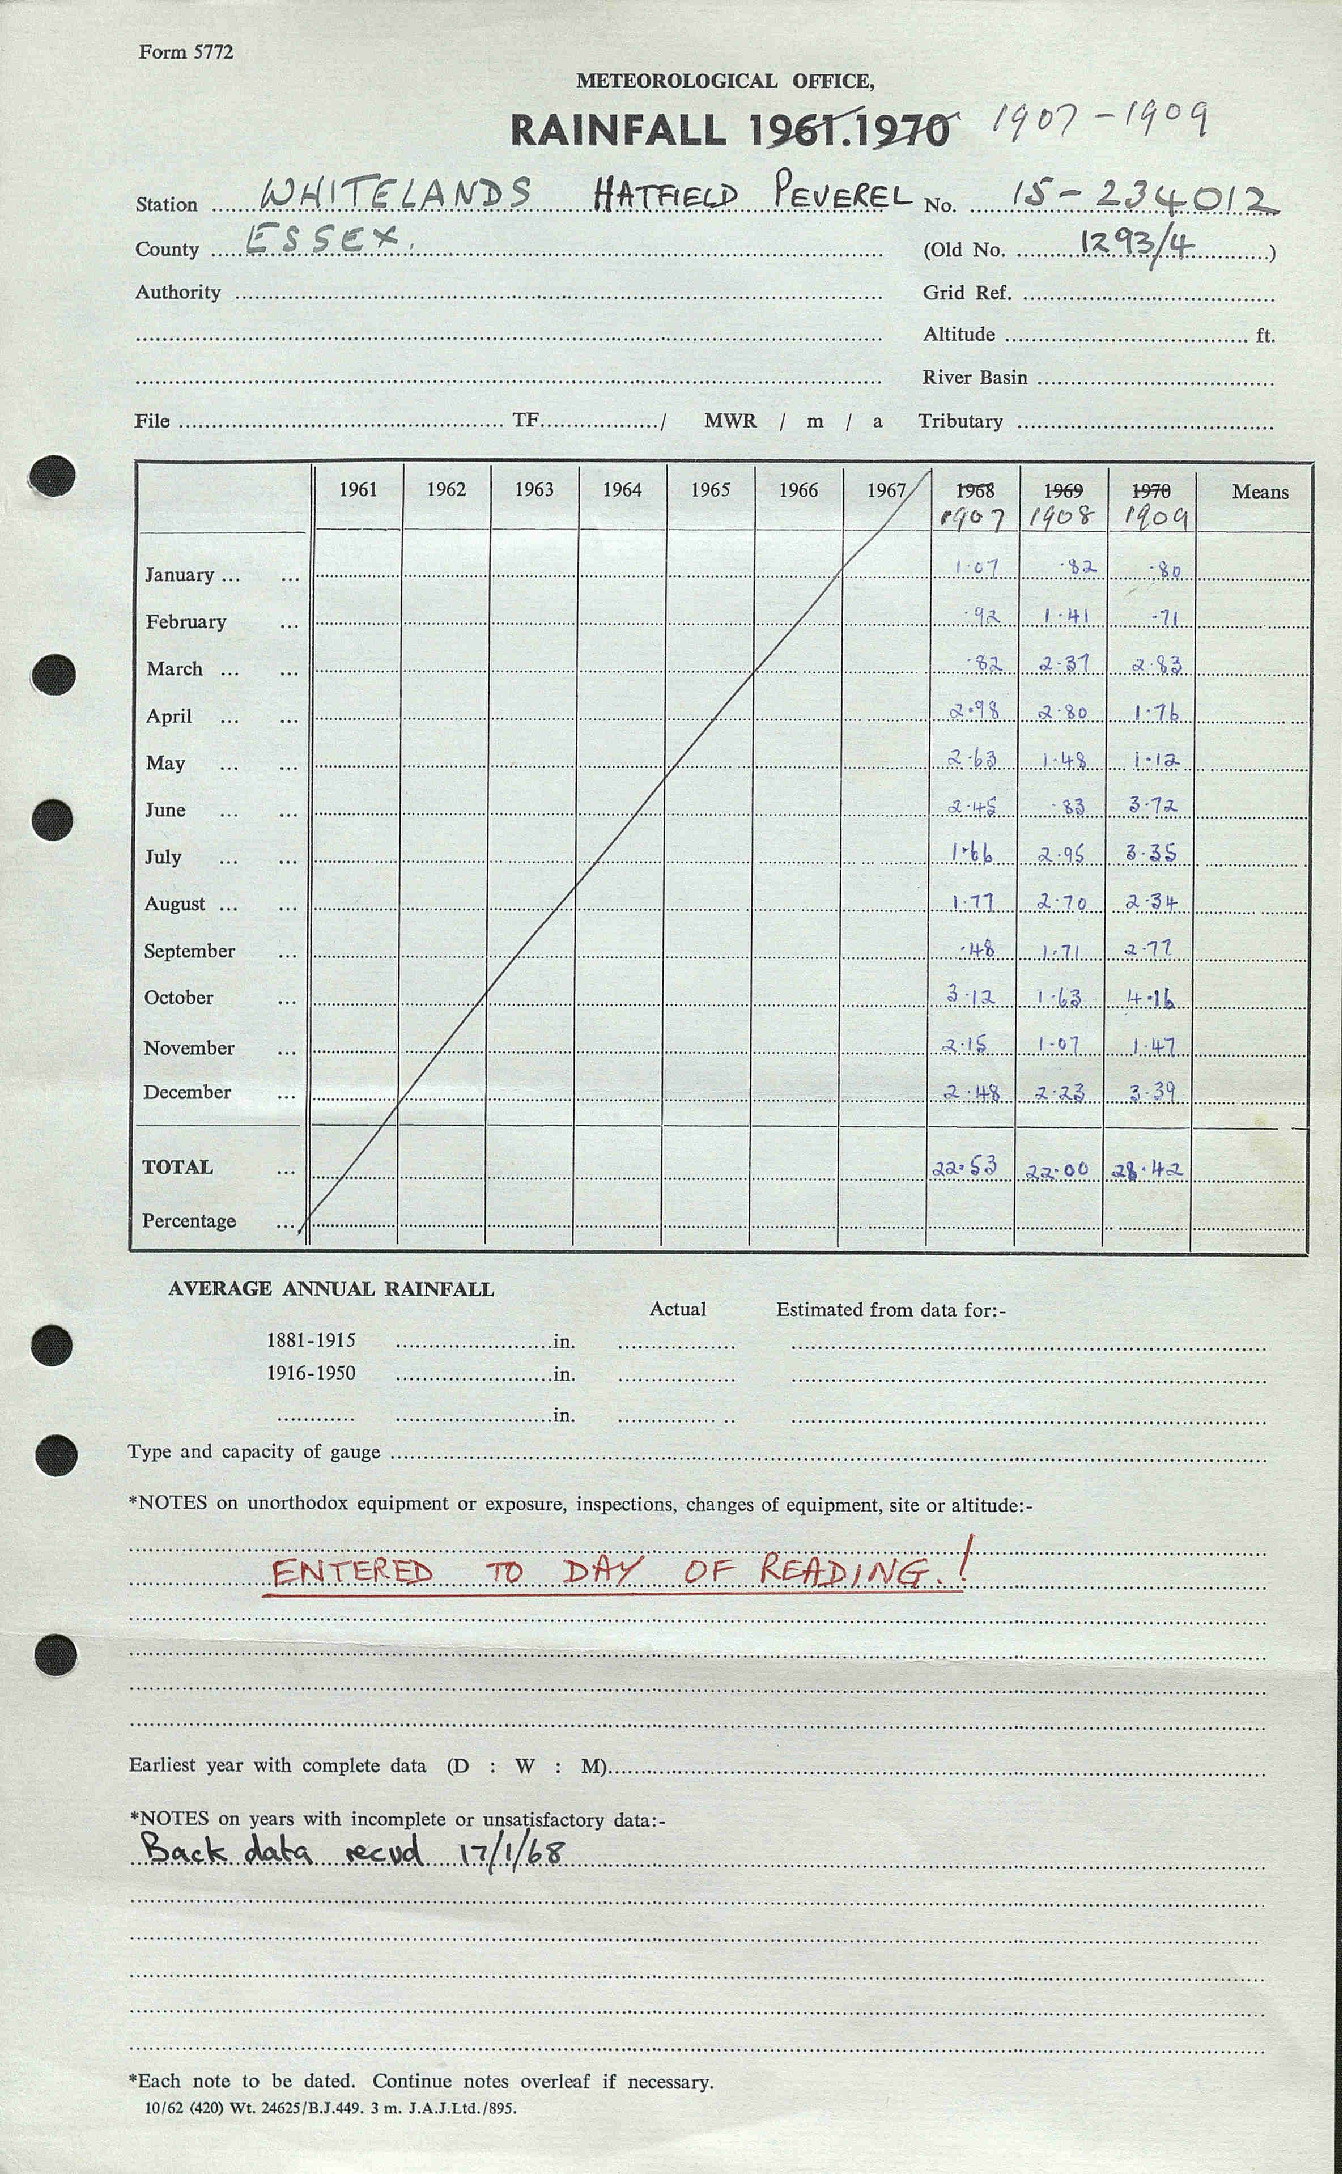 Form 5772
METEOROLOGICAL OFFICE,
RAINFALL 1961.1970 1907-1909
Station WHITELANDS HATFIELD PEVEREL No. 15-234012
County ESSEX. (Old No. 1293/4)
Authority Grid Ref.
Altitude ft.
River Basin
File TF / MWR / m / a Tributary
1961 1962 1963 1964 1965 1966 1967 1968 1969 1970 Means
1907 1908 1909
January ... ... 1.07 .82 .80
February ... .92 1.41 .71
March ... ... .82 2.37 2.83
April ... ... 2.98 2.80 1.76
May ... ... 2.63 1.48 1.12
June ... ... 2.45 .83 3.72
July ... ... 1.66 2.95 3.35
August ... ... 1.77 2.70 2.34
September ... .48 1.71 2.77
October ... 3.12 1.63 4.16
November ... 2.15 1.07 1.47
December ... 2.48 2.23 3.39
TOTAL ... 22.53 22.00 28.42
Percentage ...
AVERAGE ANNUAL RAINFALL
Actual Estimated from data for:-
1881-1915 in.
1916-1950 in.
in.
Type and capacity of gauge
*NOTES on unorthodox equipment or exposure, inspections, changes of equipment, site or altitude:-
ENTERED TO DAY OF READING.!
Earliest year with complete data (D : W : M)
*NOTES on years with incomplete or unsatisfactory data:-
Back data recvd 17/1/68
*Each note to be dated. Continue notes overleaf if necessary.
10/62 (420) Wt. 24625/B.J.449. 3 m. J.A.J.Ltd./895.